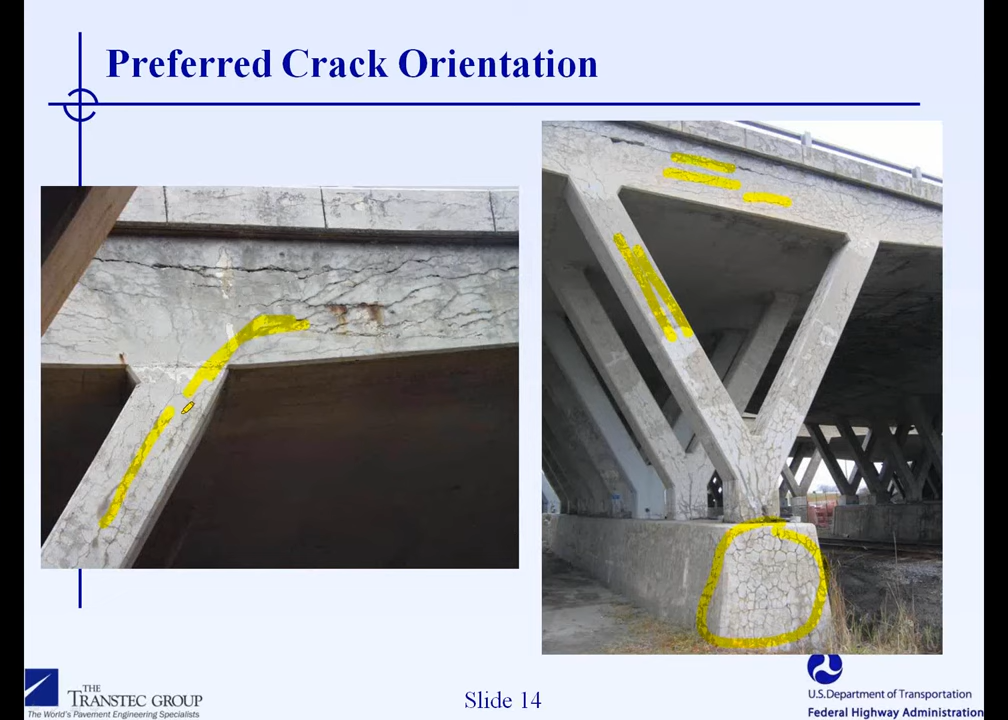 Preferred Crack Orientation
THE
TRANSTEC GROUP
The World's Pavement Engineering Specialists
Slide 14
U.S.Department of Transportation
Federal Highway Administration